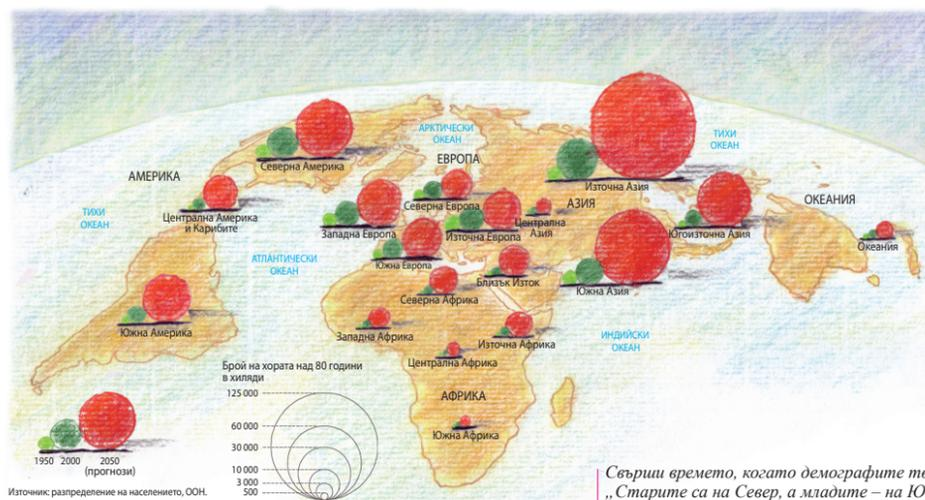 АРКТИЧЕСКИ
ОКЕАН
ТИХИ
ОКЕАН
ЕВРОПА
Северна Америка
АМЕРИКА
Източна Азия
ОКЕАНИЯ
Северна Европа
АЗИЯ
ТИХИ
ОКЕАН
Централна Америка
и Карибите
Западна Европа
Източна Европа
Централна
Азия
Югоизточна Азия
Океания
АТЛАНТИЧЕСКИ
ОКЕАН
Южна Европа
Близък Изток
Южна Азия
Северна Африка
Южна Америка
Западна Африка
Източна Африка
ИНДИЙСКИ
ОКЕАН
Централна Африка
АФРИКА
Южна Африка
Брой на хората над 80 години
в хиляди
125 000
60 000
30 000
10 000
3 000
500
1950 2000 2050
(прогнози)
Източник: разпределение на населението, ООН.
Свърши времето, когато демографите
„Старите са на Север, а младите – на